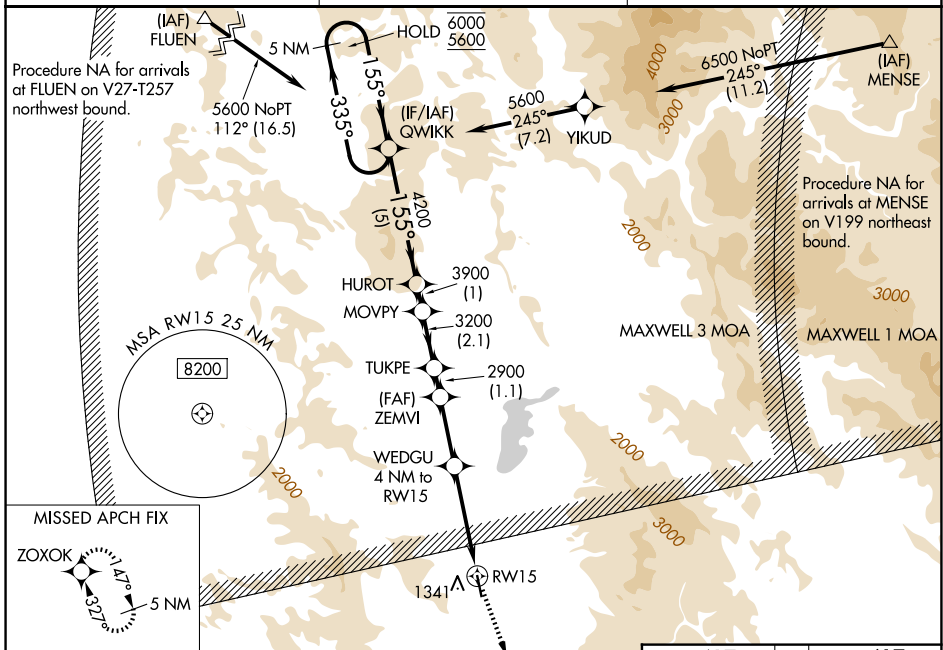 (IAF)
FLUEN
5 NM
HOLD
6000
5600
155°
335°
Procedure NA for arrivals
at FLUEN on V27-T257
northwest bound.
5600 NoPT
112° (16.5)
(IF/IAF)
QWIKK
5600
245°
(7.2)
YIKUD
4000
3000
6500 NoPT
245°
(11.2)
(IAF)
MENSE
Procedure NA for
arrivals at MENSE
on V199 northeast
bound.
4200
155°
(5)
2000
3000
HUROT
3900
(1)
MOVPY
3200
(2.1)
TUKPE
2900
(1.1)
(FAF)
ZEMVI
WEDGU
4 NM to
RW15
MAXWELL 3 MOA
MAXWELL 1 MOA
MSA RW15 25 NM
8200
2000
2000
3000
MISSED APCH FIX
ZOXOK
147°
327°
5 NM
1341
RW15